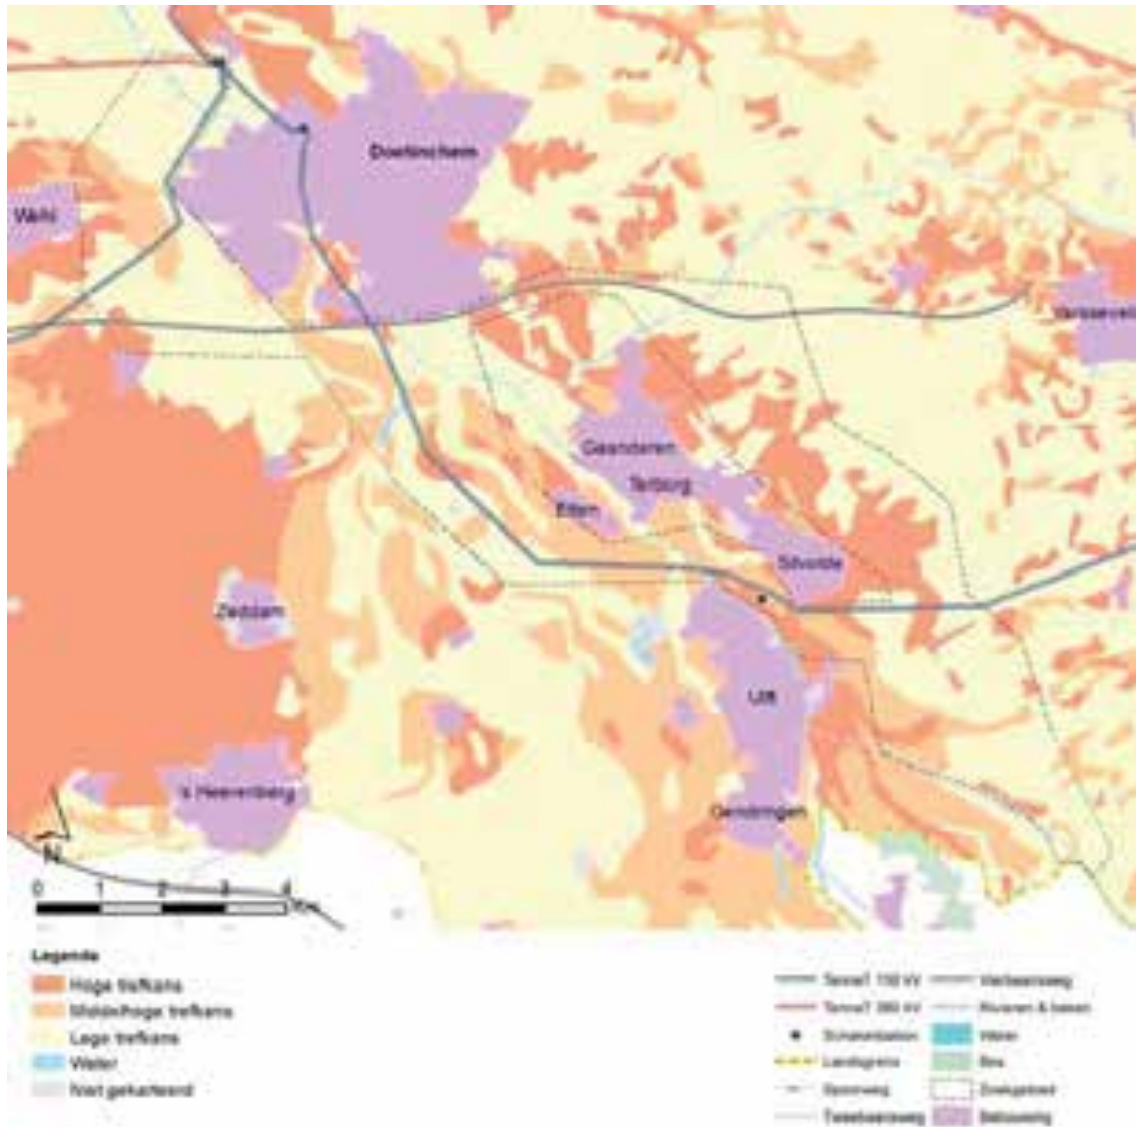 Doetinchem
Wehl
Varsseveld
Gaanderen
Terborg
Etten
Silvolde
Zeddam
Ulft
's Heerenberg
Gendringen
N
0 1 2 3 4
Km
Legenda
Hoge trefkans
Middelhoge trefkans
Lage trefkans
Water
Niet gekarteerd
TenneT 150 kV
TenneT 380 kV
Schakelstation
Landsgrens
Spoorweg
Tweebaansweg
Vierbaansweg
Rivieren & beken
Water
Bos
Zoekgebied
Bebouwing